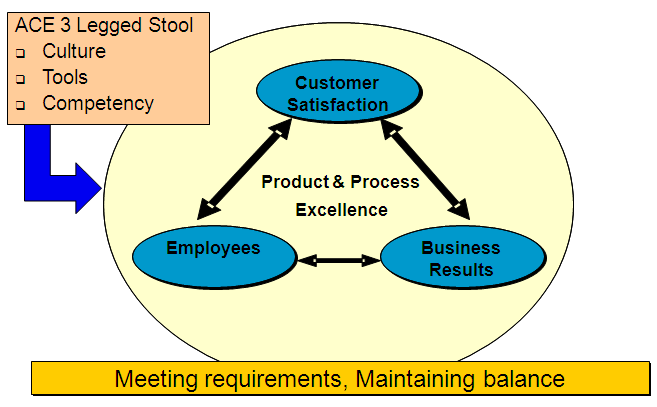 ACE 3 Legged Stool
Culture
Tools
Competency
Customer
Satisfaction
Product & Process
Excellence
Employees
Business
Results
Meeting requirements, Maintaining balance